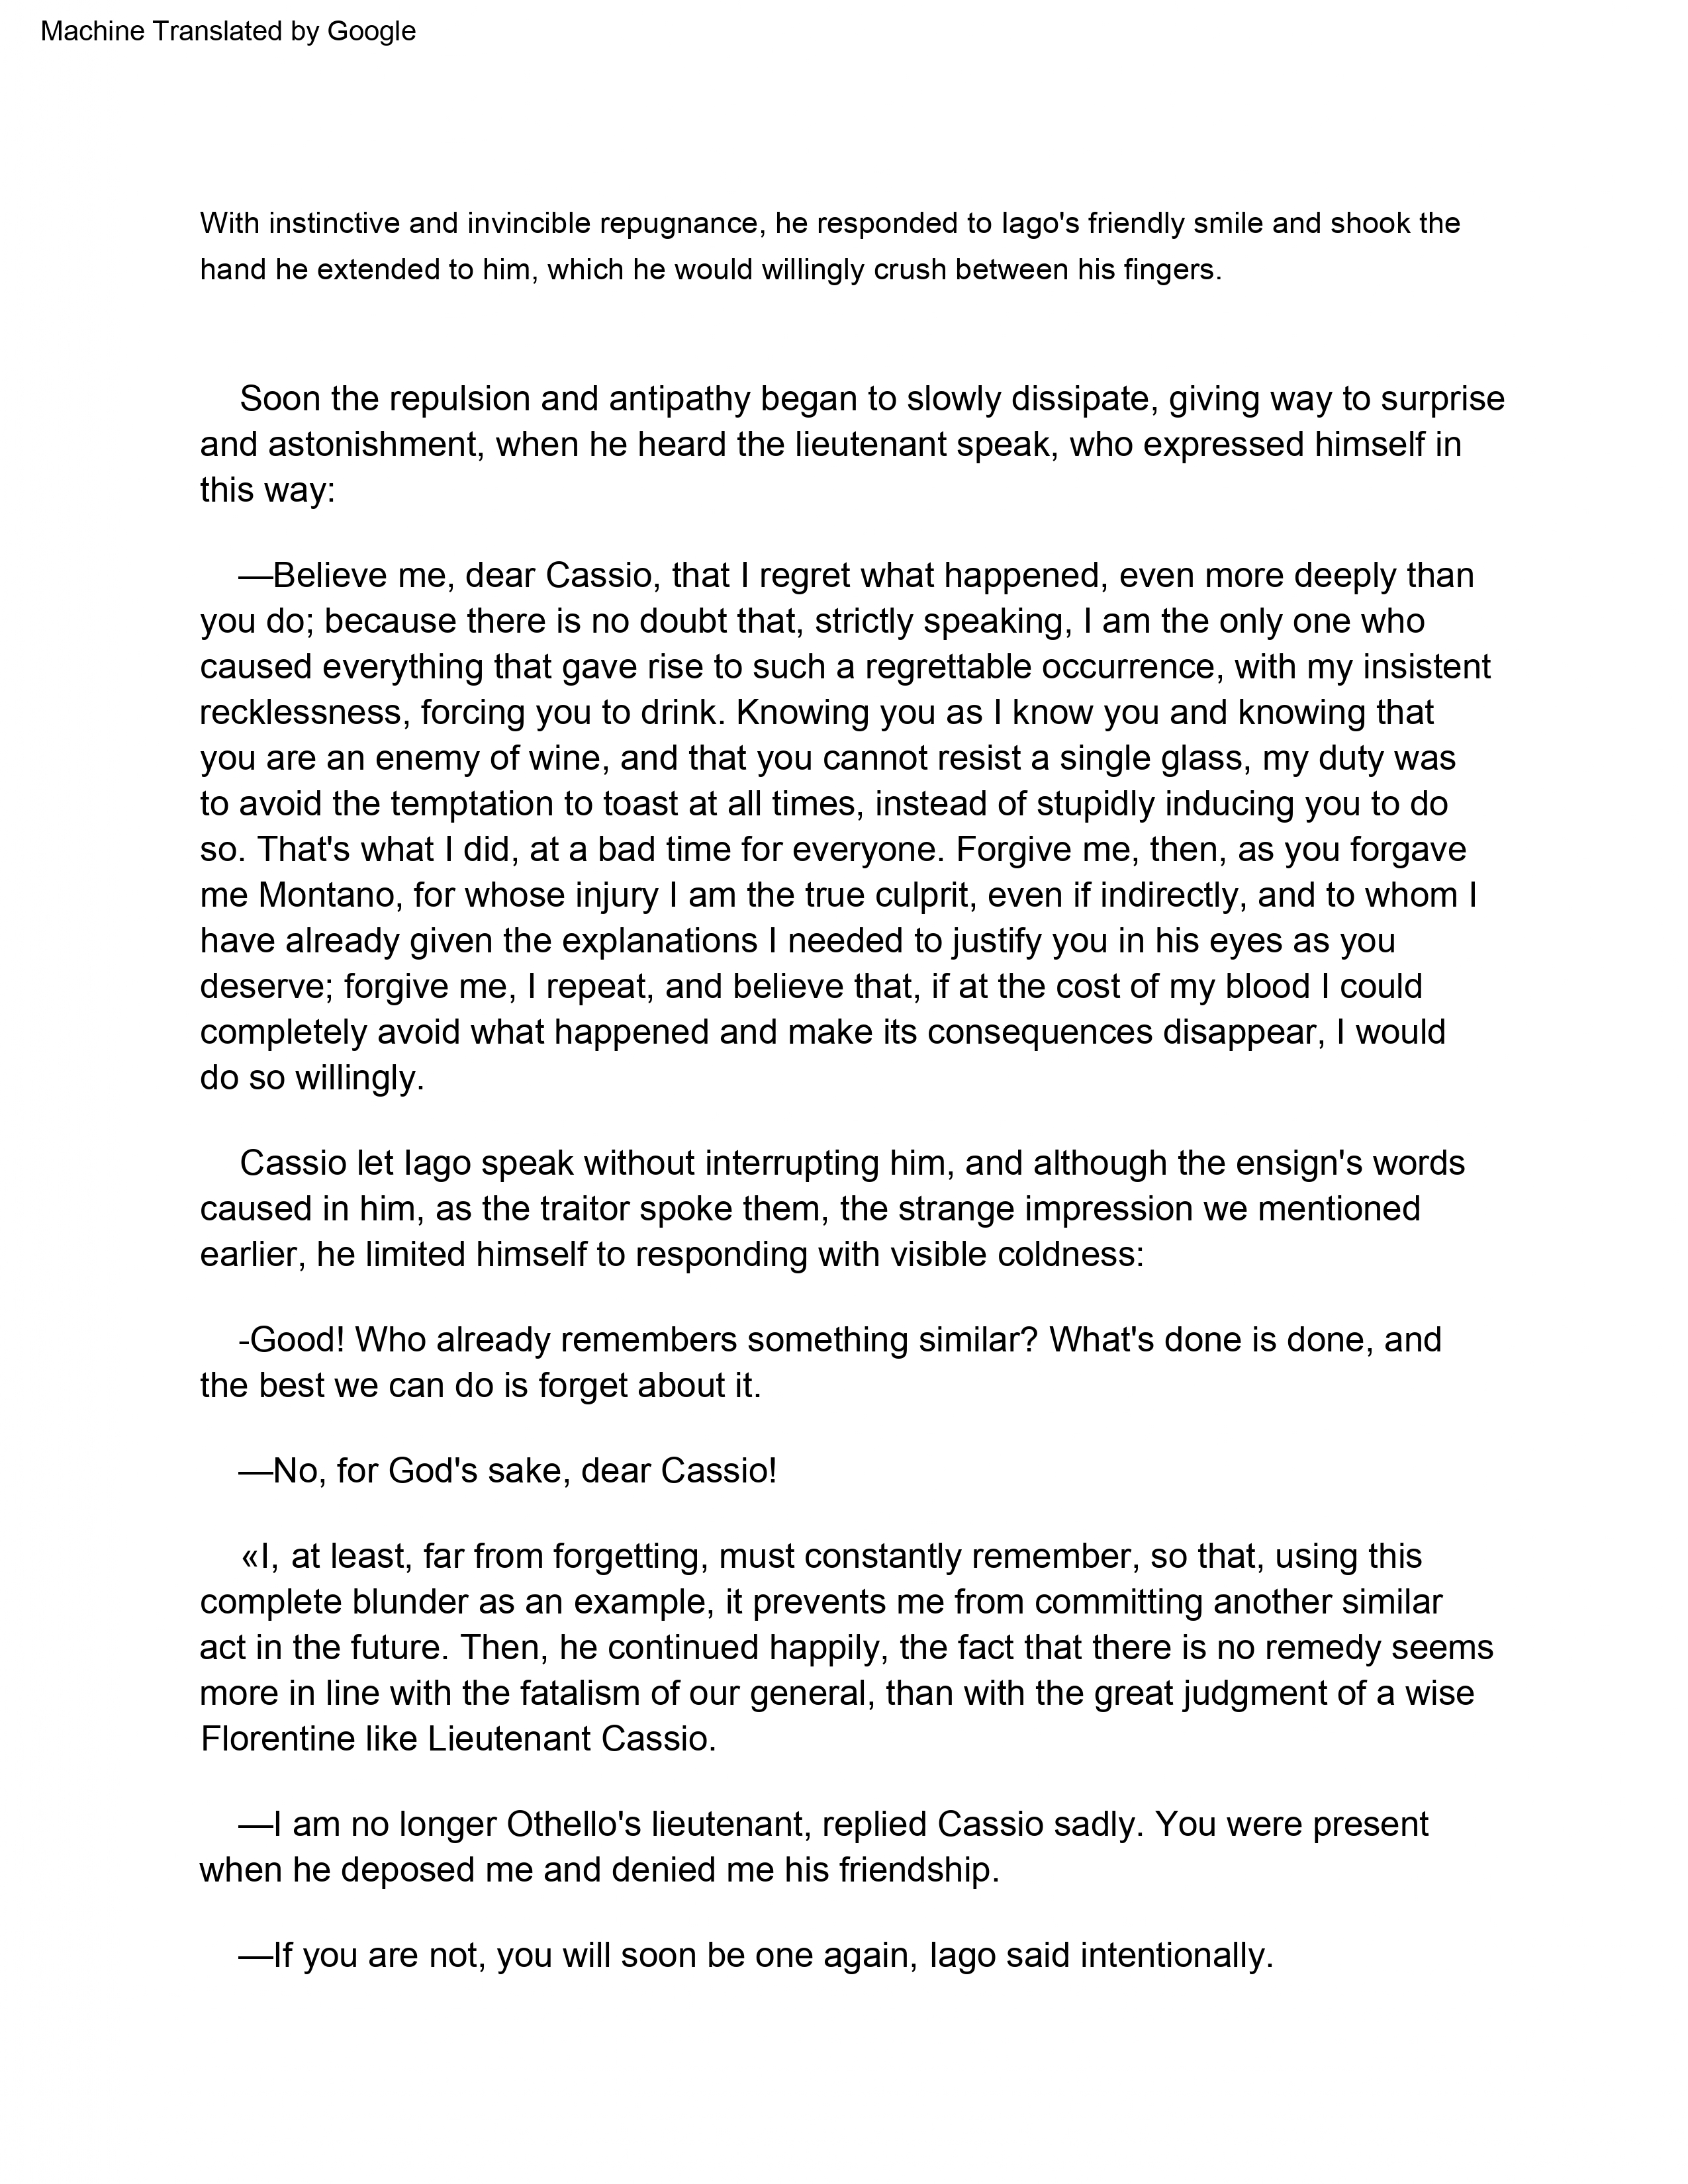 Machine Translated by Google
With instinctive and invincible repugnance, he responded to Iago's friendly smile and shook the
hand he extended to him, which he would willingly crush between his fingers.
Soon the repulsion and antipathy began to slowly dissipate, giving way to surprise
and astonishment, when he heard the lieutenant speak, who expressed himself in
this way:
—Believe me, dear Cassio, that I regret what happened, even more deeply than
you do; because there is no doubt that, strictly speaking, I am the only one who
caused everything that gave rise to such a regrettable occurrence, with my insistent
recklessness, forcing you to drink. Knowing you as I know you and knowing that
you are an enemy of wine, and that you cannot resist a single glass, my duty was
to avoid the temptation to toast at all times, instead of stupidly inducing you to do
so. That's what I did, at a bad time for everyone. Forgive me, then, as you forgave
me Montano, for whose injury I am the true culprit, even if indirectly, and to whom I
have already given the explanations I needed to justify you in his eyes as you
deserve; forgive me, I repeat, and believe that, if at the cost of my blood I could
completely avoid what happened and make its consequences disappear, I would
do so willingly.
Cassio let Iago speak without interrupting him, and although the ensign's words
caused in him, as the traitor spoke them, the strange impression we mentioned
earlier, he limited himself to responding with visible coldness:
-Good! Who already remembers something similar? What's done is done, and
the best we can do is forget about it.
—No, for God's sake, dear Cassio!
«I, at least, far from forgetting, must constantly remember, so that, using this
complete blunder as an example, it prevents me from committing another similar
act in the future. Then, he continued happily, the fact that there is no remedy seems
more in line with the fatalism of our general, than with the great judgment of a wise
Florentine like Lieutenant Cassio.
—I am no longer Othello's lieutenant, replied Cassio sadly. You were present
when he deposed me and denied me his friendship.
—If you are not, you will soon be one again, Iago said intentionally.